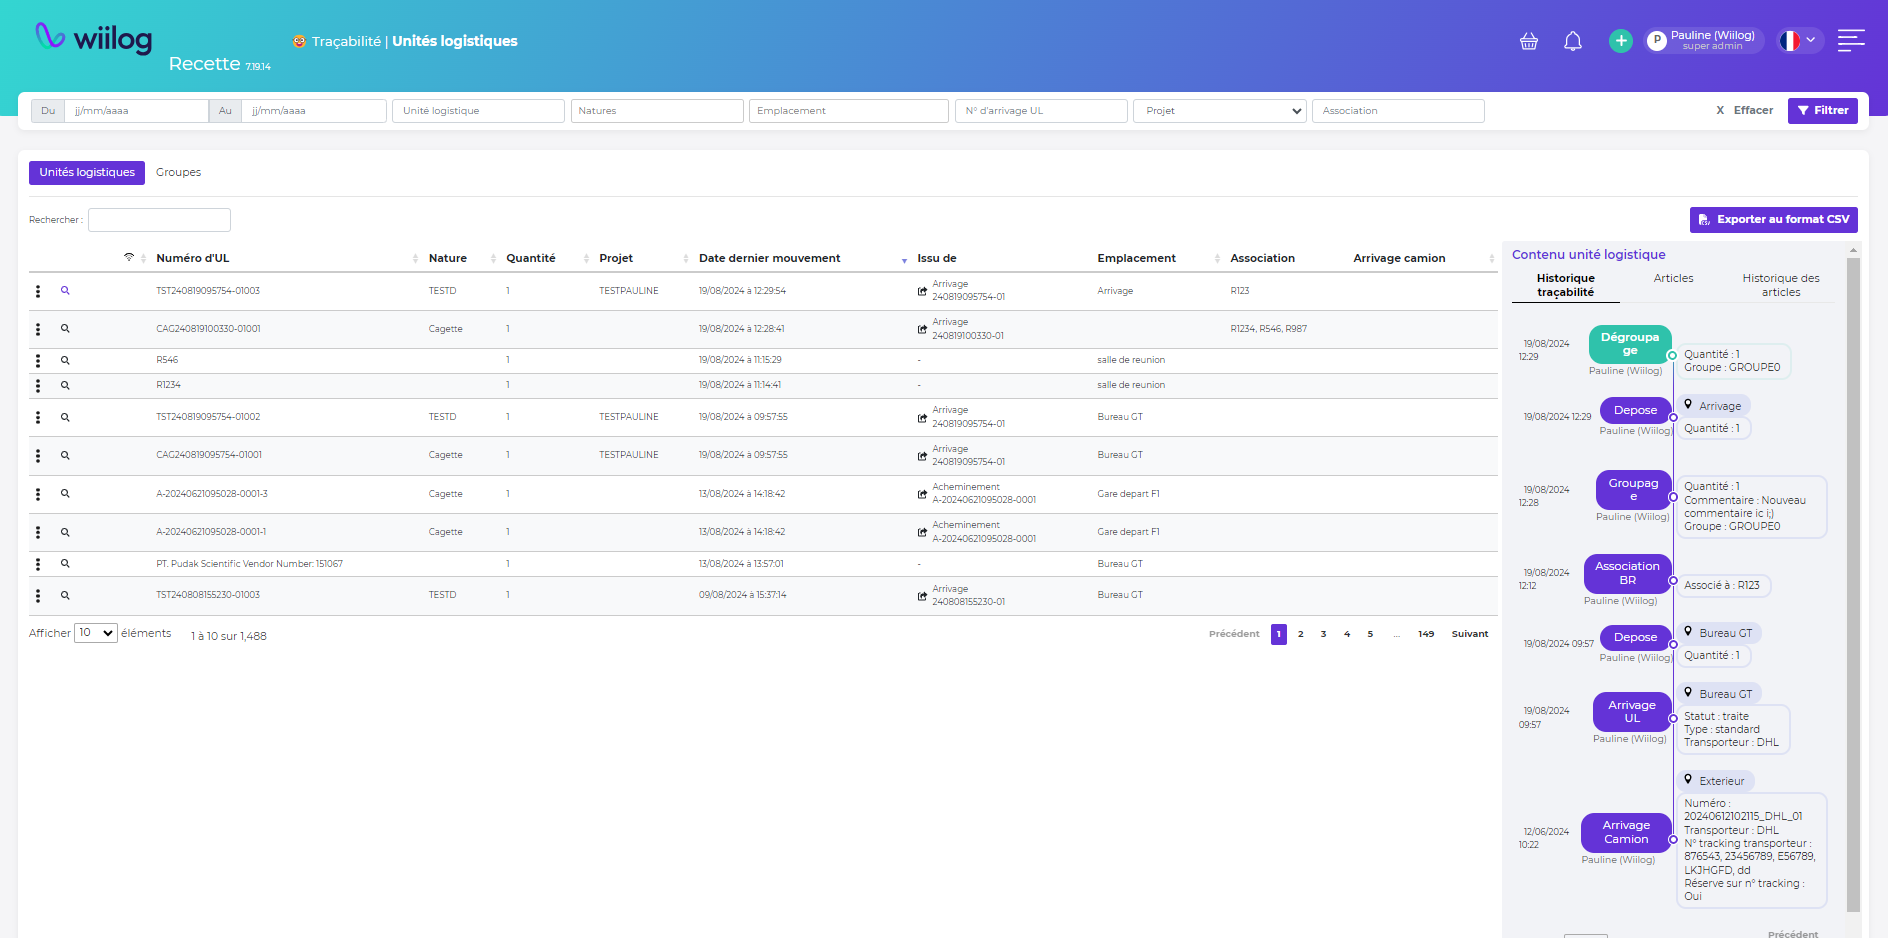 wiilog
Recette 7.19.14
Traçabilité | Unités logistiques
P
Pauline (Wiilog)
super admin
Du jj/mm/aaaa Au jj/mm/aaaa Unité logistique Natures Emplacement N° d'arrivage UL Projet Association X Effacer Filtrer
Unités logistiques Groupes
Rechercher :
Exporter au format CSV
Numéro d'UL Nature Quantité Projet Date dernier mouvement Issu de Emplacement Association Arrivage camion
TST240819095754-01003 TESTD 1 TESTPAULINE 19/08/2024 à 12:29:54 Arrivage Arrivage R123
240819095754-01
CAG240819100330-01001 Cagette 1 19/08/2024 à 12:28:41 Arrivage R1234, R546, R987
240819100330-01
R546 1 19/08/2024 à 11:15:29 - salle de reunion
R1234 1 19/08/2024 à 11:14:41 - salle de reunion
TST240819095754-01002 TESTD 1 TESTPAULINE 19/08/2024 à 09:57:55 Arrivage Bureau GT
240819095754-01
CAG240819095754-01001 Cagette 1 TESTPAULINE 19/08/2024 à 09:57:55 Arrivage Bureau GT
240819095754-01
A-20240621095028-0001-3 Cagette 1 13/08/2024 à 14:18:42 Acheminement Gare depart F1
A-20240621095028-0001
A-20240621095028-0001-1 Cagette 1 13/08/2024 à 14:18:42 Acheminement Gare depart F1
A-20240621095028-0001
PT. Pudak Scientific Vendor Number: 151067 1 13/08/2024 à 13:57:01 - Bureau GT
TST240808155230-01003 TESTD 1 09/08/2024 à 15:37:14 Arrivage Bureau GT
240808155230-01
Afficher 10 éléments 1 à 10 sur 1,488
Précédent 1 2 3 4 5 ... 149 Suivant
Contenu unité logistique
Historique traçabilité
Articles
Historique des articles
19/08/2024
12:29
Dégroupa
ge
Pauline (Wiilog)
Quantité : 1
Groupe : GROUPE0
19/08/2024 12:29
Depose
Pauline (Wiilog)
Arrivage
Quantité : 1
19/08/2024
12:28
Groupag
e
Pauline (Wiilog)
Quantité : 1
Commentaire : Nouveau
commentaire ic i;)
Groupe : GROUPE0
19/08/2024
12:12
Association
BR
Pauline (Wiilog)
Associé à : R123
19/08/2024 09:57
Depose
Pauline (Wiilog)
Bureau GT
Quantité : 1
19/08/2024
09:57
Arrivage
UL
Pauline (Wiilog)
Bureau GT
Statut : traite
Type : standard
Transporteur : DHL
12/06/2024
10:22
Arrivage
Camion
Pauline (Wiilog)
Exterieur
Numéro :
20240612102115_DHL_01
Transporteur : DHL
N° tracking transporteur :
876543, 23456789, E56789,
LKJHGFD, dd
Réserve sur n° tracking :
Oui
Précédent